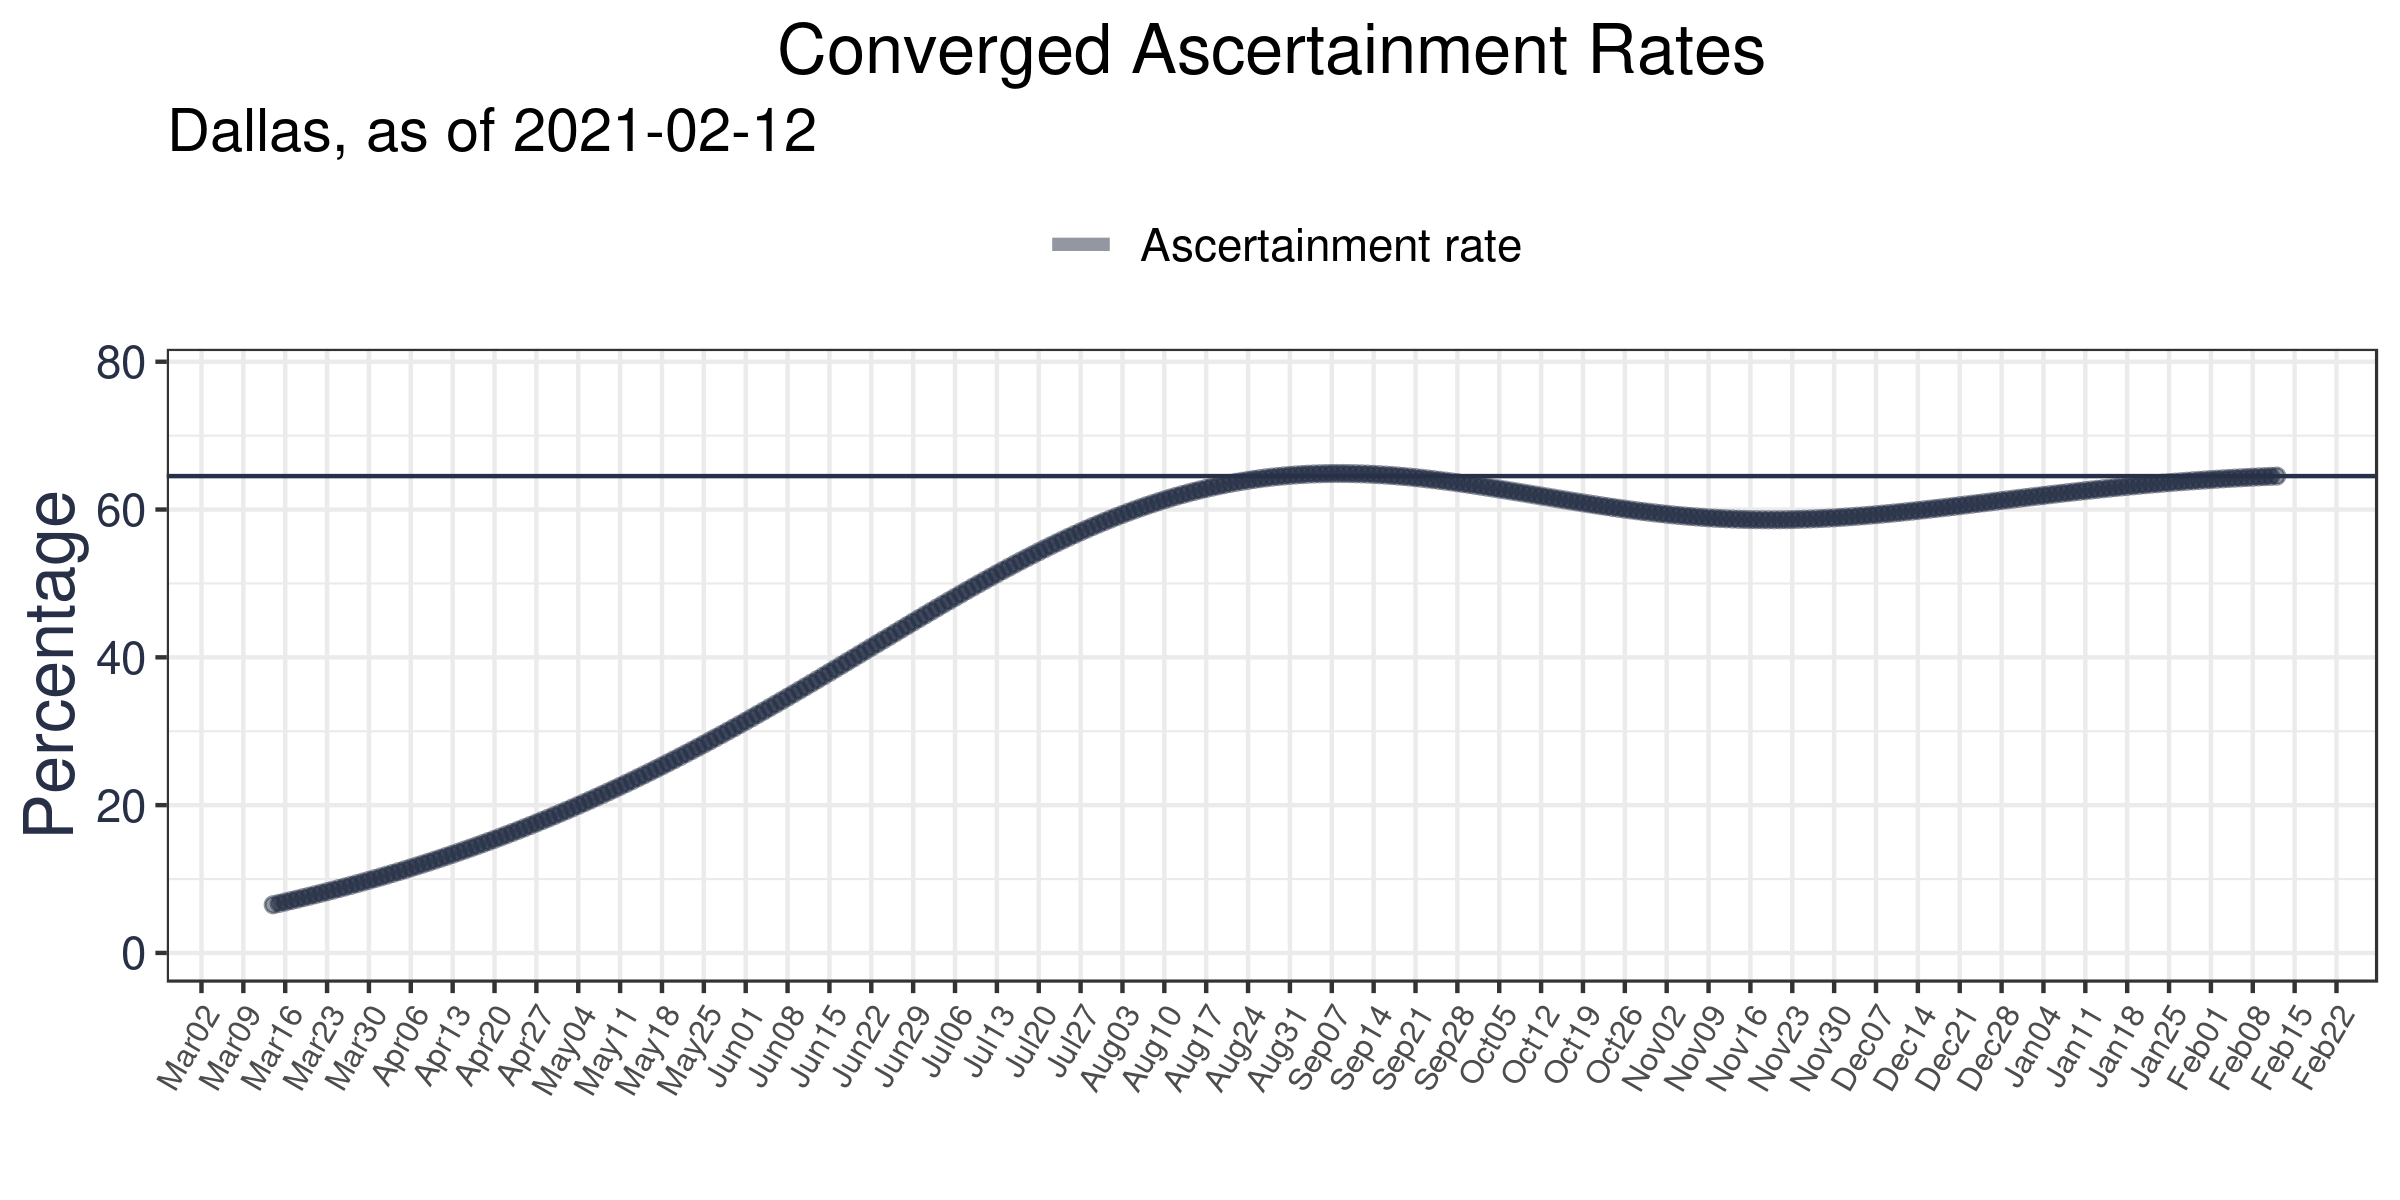 Converged Ascertainment Rates
Dallas, as of 2021-02-12
Ascertainment rate
Percentage
80
60
40
20
0
Mar02 Mar09 Mar16 Mar23 Mar30 Apr06 Apr13 Apr20 Apr27 May04 May11 May18 May25 Jun01 Jun08 Jun15 Jun22 Jun29 Jul06 Jul13 Jul20 Jul27 Aug03 Aug10 Aug17 Aug24 Aug31 Sep07 Sep14 Sep21 Sep28 Oct05 Oct12 Oct19 Oct26 Nov02 Nov09 Nov16 Nov23 Nov30 Dec07 Dec14 Dec21 Dec28 Jan04 Jan11 Jan18 Jan25 Feb01 Feb08 Feb15 Feb22